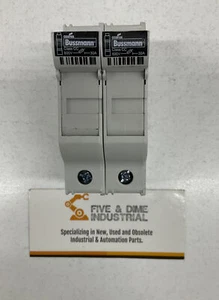 Bussmann
Bussmann
FIVE & DIME
INDUSTRIAL
Specializing in New, Used and Obsolete
Industrial & Automation Parts.